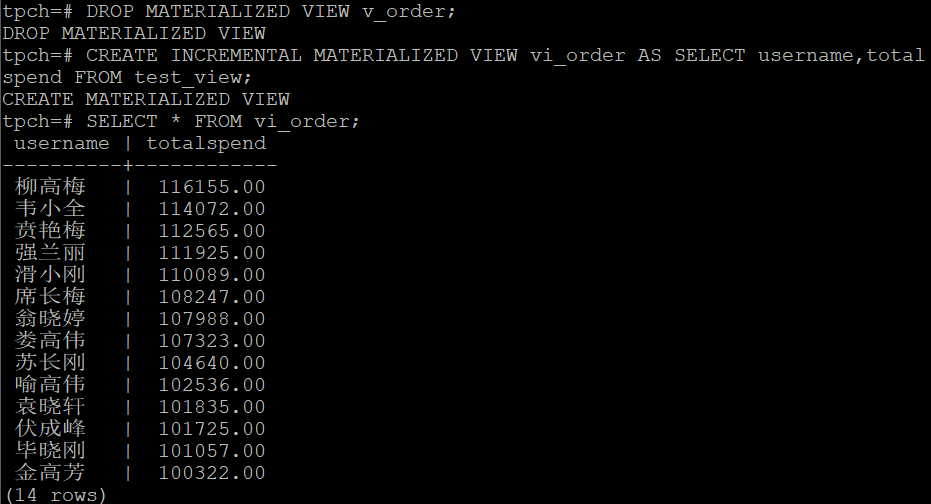 tpch=# DROP MATERIALIZED VIEW v_order;
DROP MATERIALIZED VIEW
tpch=# CREATE INCREMENTAL MATERIALIZED VIEW vi_order AS SELECT username,total
spend FROM test_view;
CREATE MATERIALIZED VIEW
tpch=# SELECT * FROM vi_order;
 username | totalspend
----------+------------
 柳高梅   |  116155.00
 韦小全   |  114072.00
 贲艳梅   |  112565.00
 强兰丽   |  111925.00
 滑小刚   |  110089.00
 席长梅   |  108247.00
 翁晓婷   |  107988.00
 娄高伟   |  107323.00
 苏长刚   |  104640.00
 喻高伟   |  102536.00
 袁晓轩   |  101835.00
 伏成峰   |  101725.00
 毕晓刚   |  101057.00
 金高芳   |  100322.00
(14 rows)